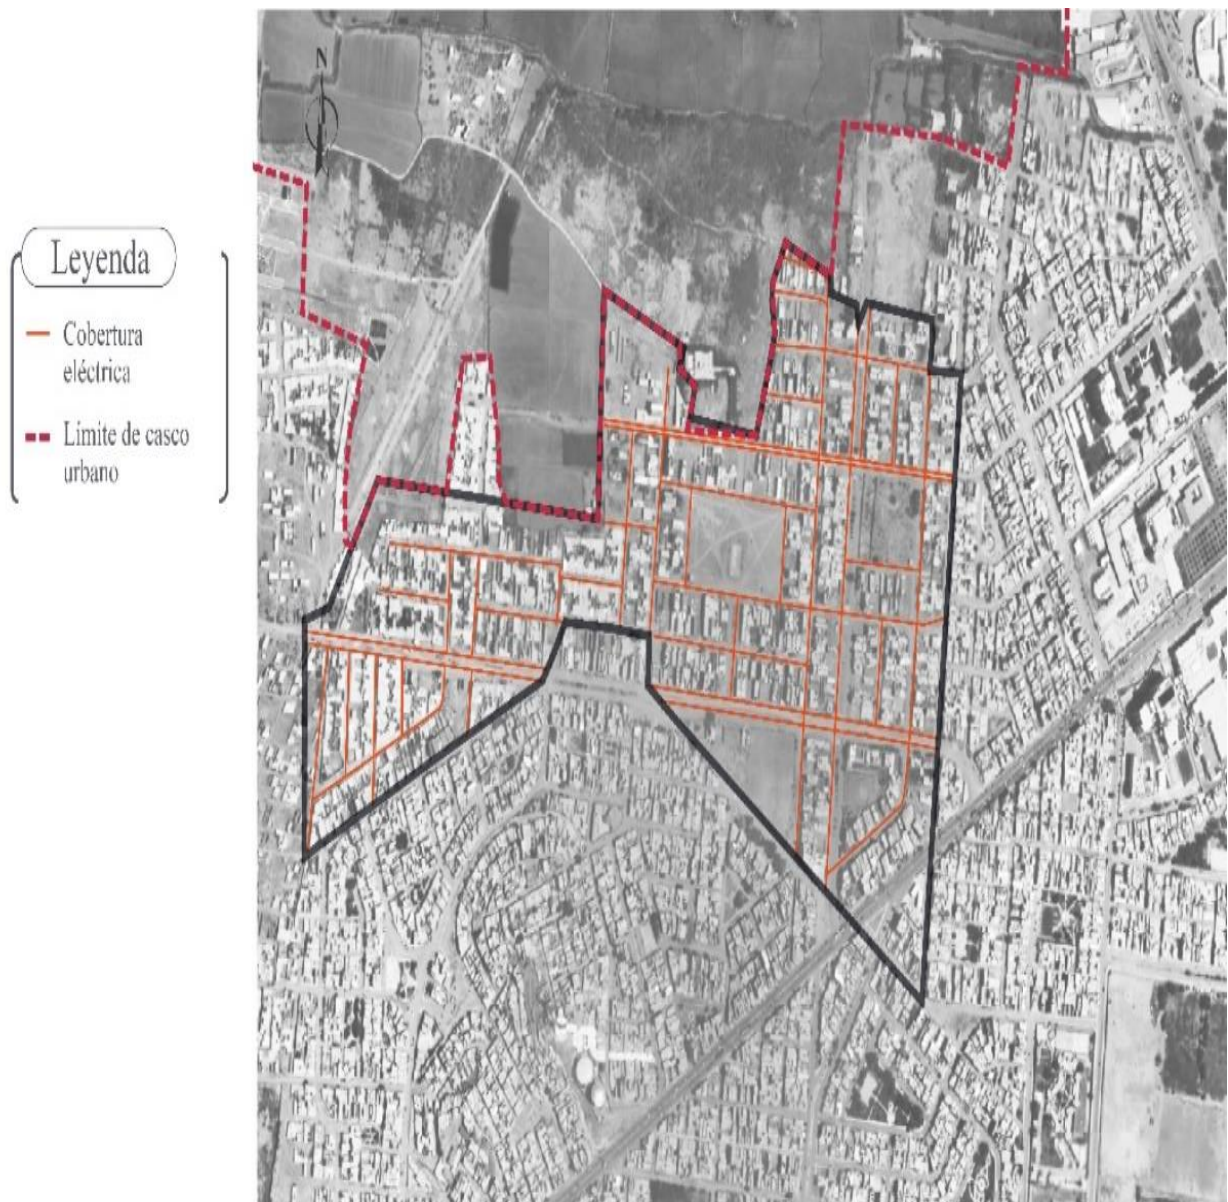 N
Leyenda
Cobertura
eléctrica
Limite de casco
urbano